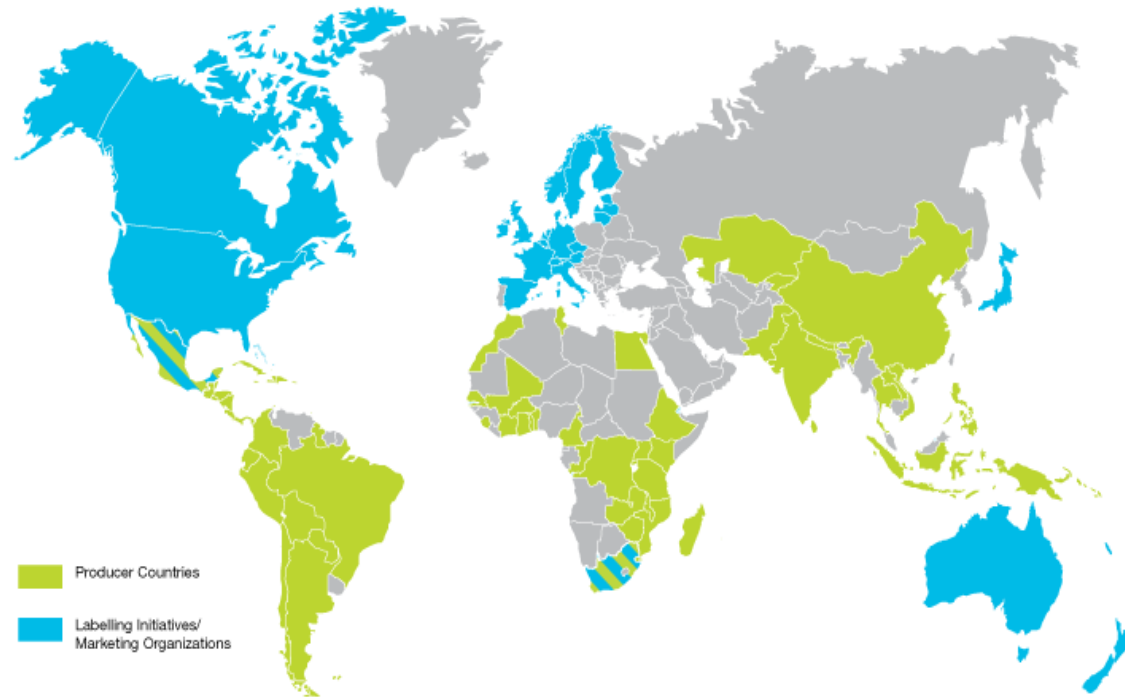 Producer Countries
Labelling Initiatives/
Marketing Organizations